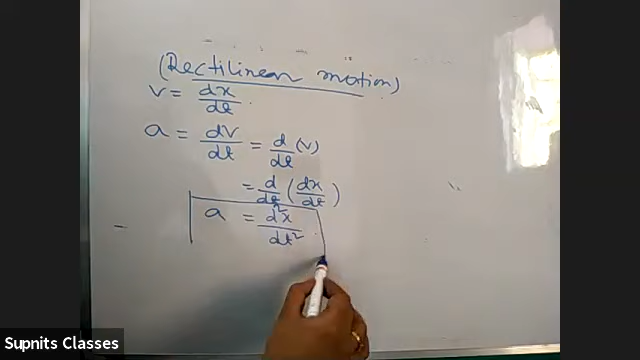 (Rectilinear motion)
v = dx/dt.
a = dv/dt = d/dt (v)
= d/dt (dx/dt)
a = d²x/dt²
Supnits Classes